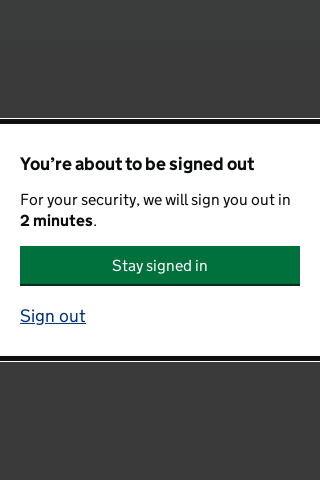 You’re about to be signed out
For your security, we will sign you out in
2 minutes.
Stay signed in
Sign out